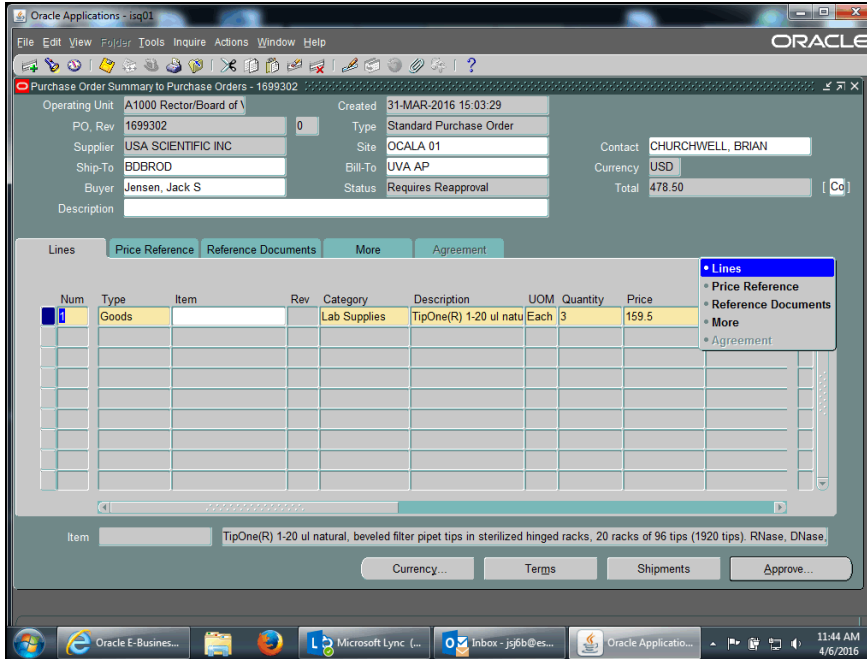 Oracle Applications - isq01
File Edit View Folder Tools Inquire Actions Window Help
ORACLE
Purchase Order Summary to Purchase Orders - 1699302
Operating Unit A1000 Rector/Board of V Created 31-MAR-2016 15:03:29
PO, Rev 1699302 0 Type Standard Purchase Order
Supplier USA SCIENTIFIC INC Site OCALA 01 Contact CHURCHWELL, BRIAN
Ship-To BDBROD Bill-To UVA AP Currency USD
Buyer Jensen, Jack S Status Requires Reapproval Total 478.50 [ Co ]
Description
Lines Price Reference Reference Documents More Agreement
• Lines
• Price Reference
• Reference Documents
• More
• Agreement
Num Type Item Rev Category Description UOM Quantity Price
1 Goods Lab Supplies TipOne(R) 1-20 ul natu Each 3 159.5
Item TipOne(R) 1-20 ul natural, beveled filter pipet tips in sterilized hinged racks, 20 racks of 96 tips (1920 tips). RNase, DNase,
Currency... Terms Shipments Approve...
Oracle E-Busines... Microsoft Lync (... Inbox - jsj6b@es... Oracle Applicatio... 11:44 AM
4/6/2016